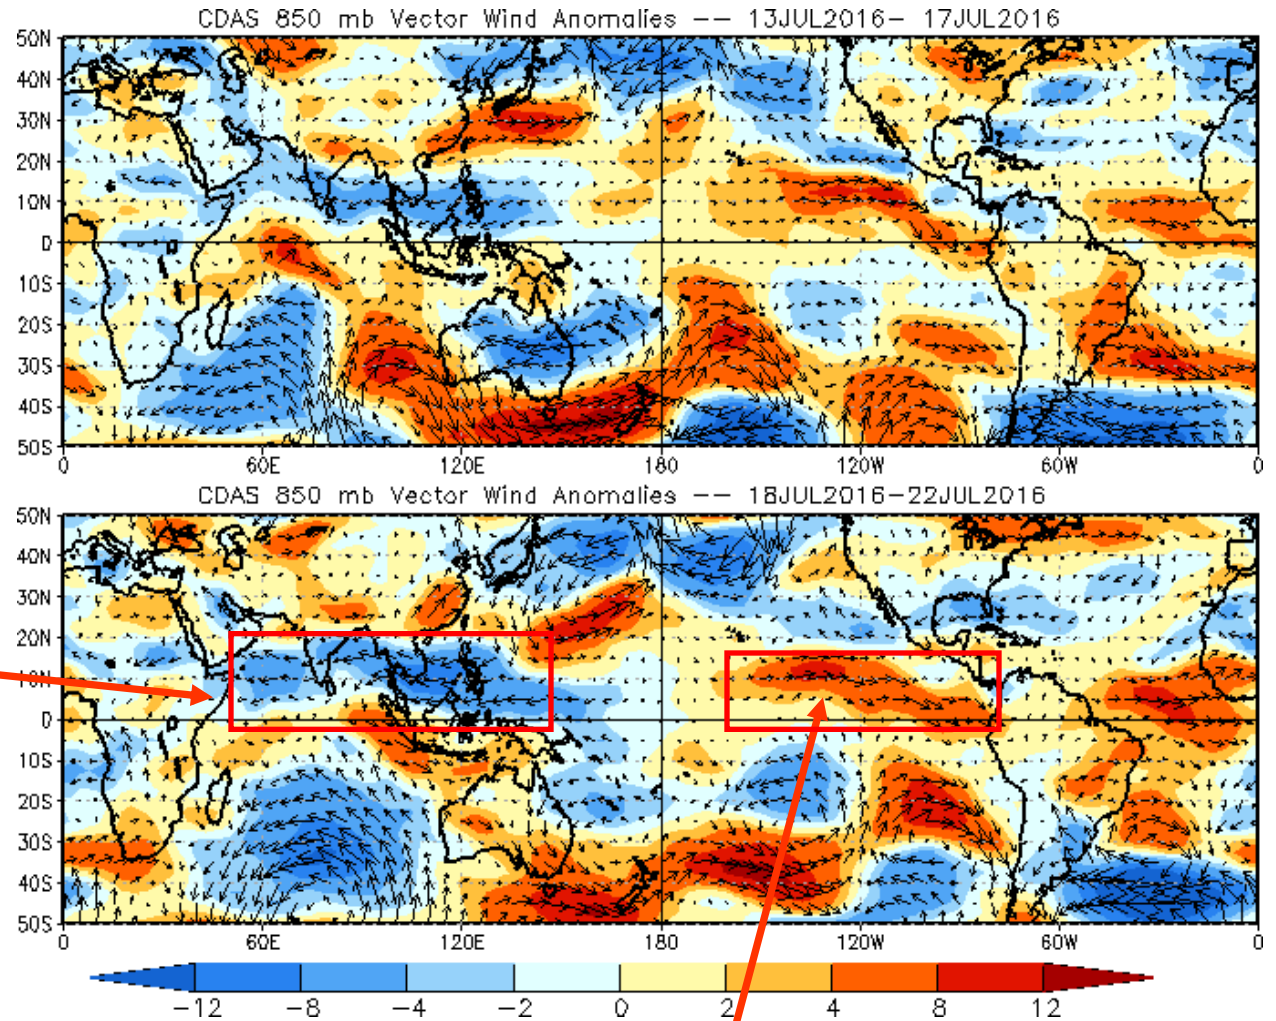 CDAS 850 mb Vector Wind Anomalies -- 13JUL2016- 17JUL2016
50N
40N
30N
20N
10N
0
10S
20S
30S
40S
50S
0 60E 120E 180 120W 60W 0
CDAS 850 mb Vector Wind Anomalies -- 18JUL2016-22JUL2016
50N
40N
30N
20N
10N
0
10S
20S
30S
40S
50S
0 60E 120E 180 120W 60W 0
-12 -8 -4 -2 0 2 4 8 12